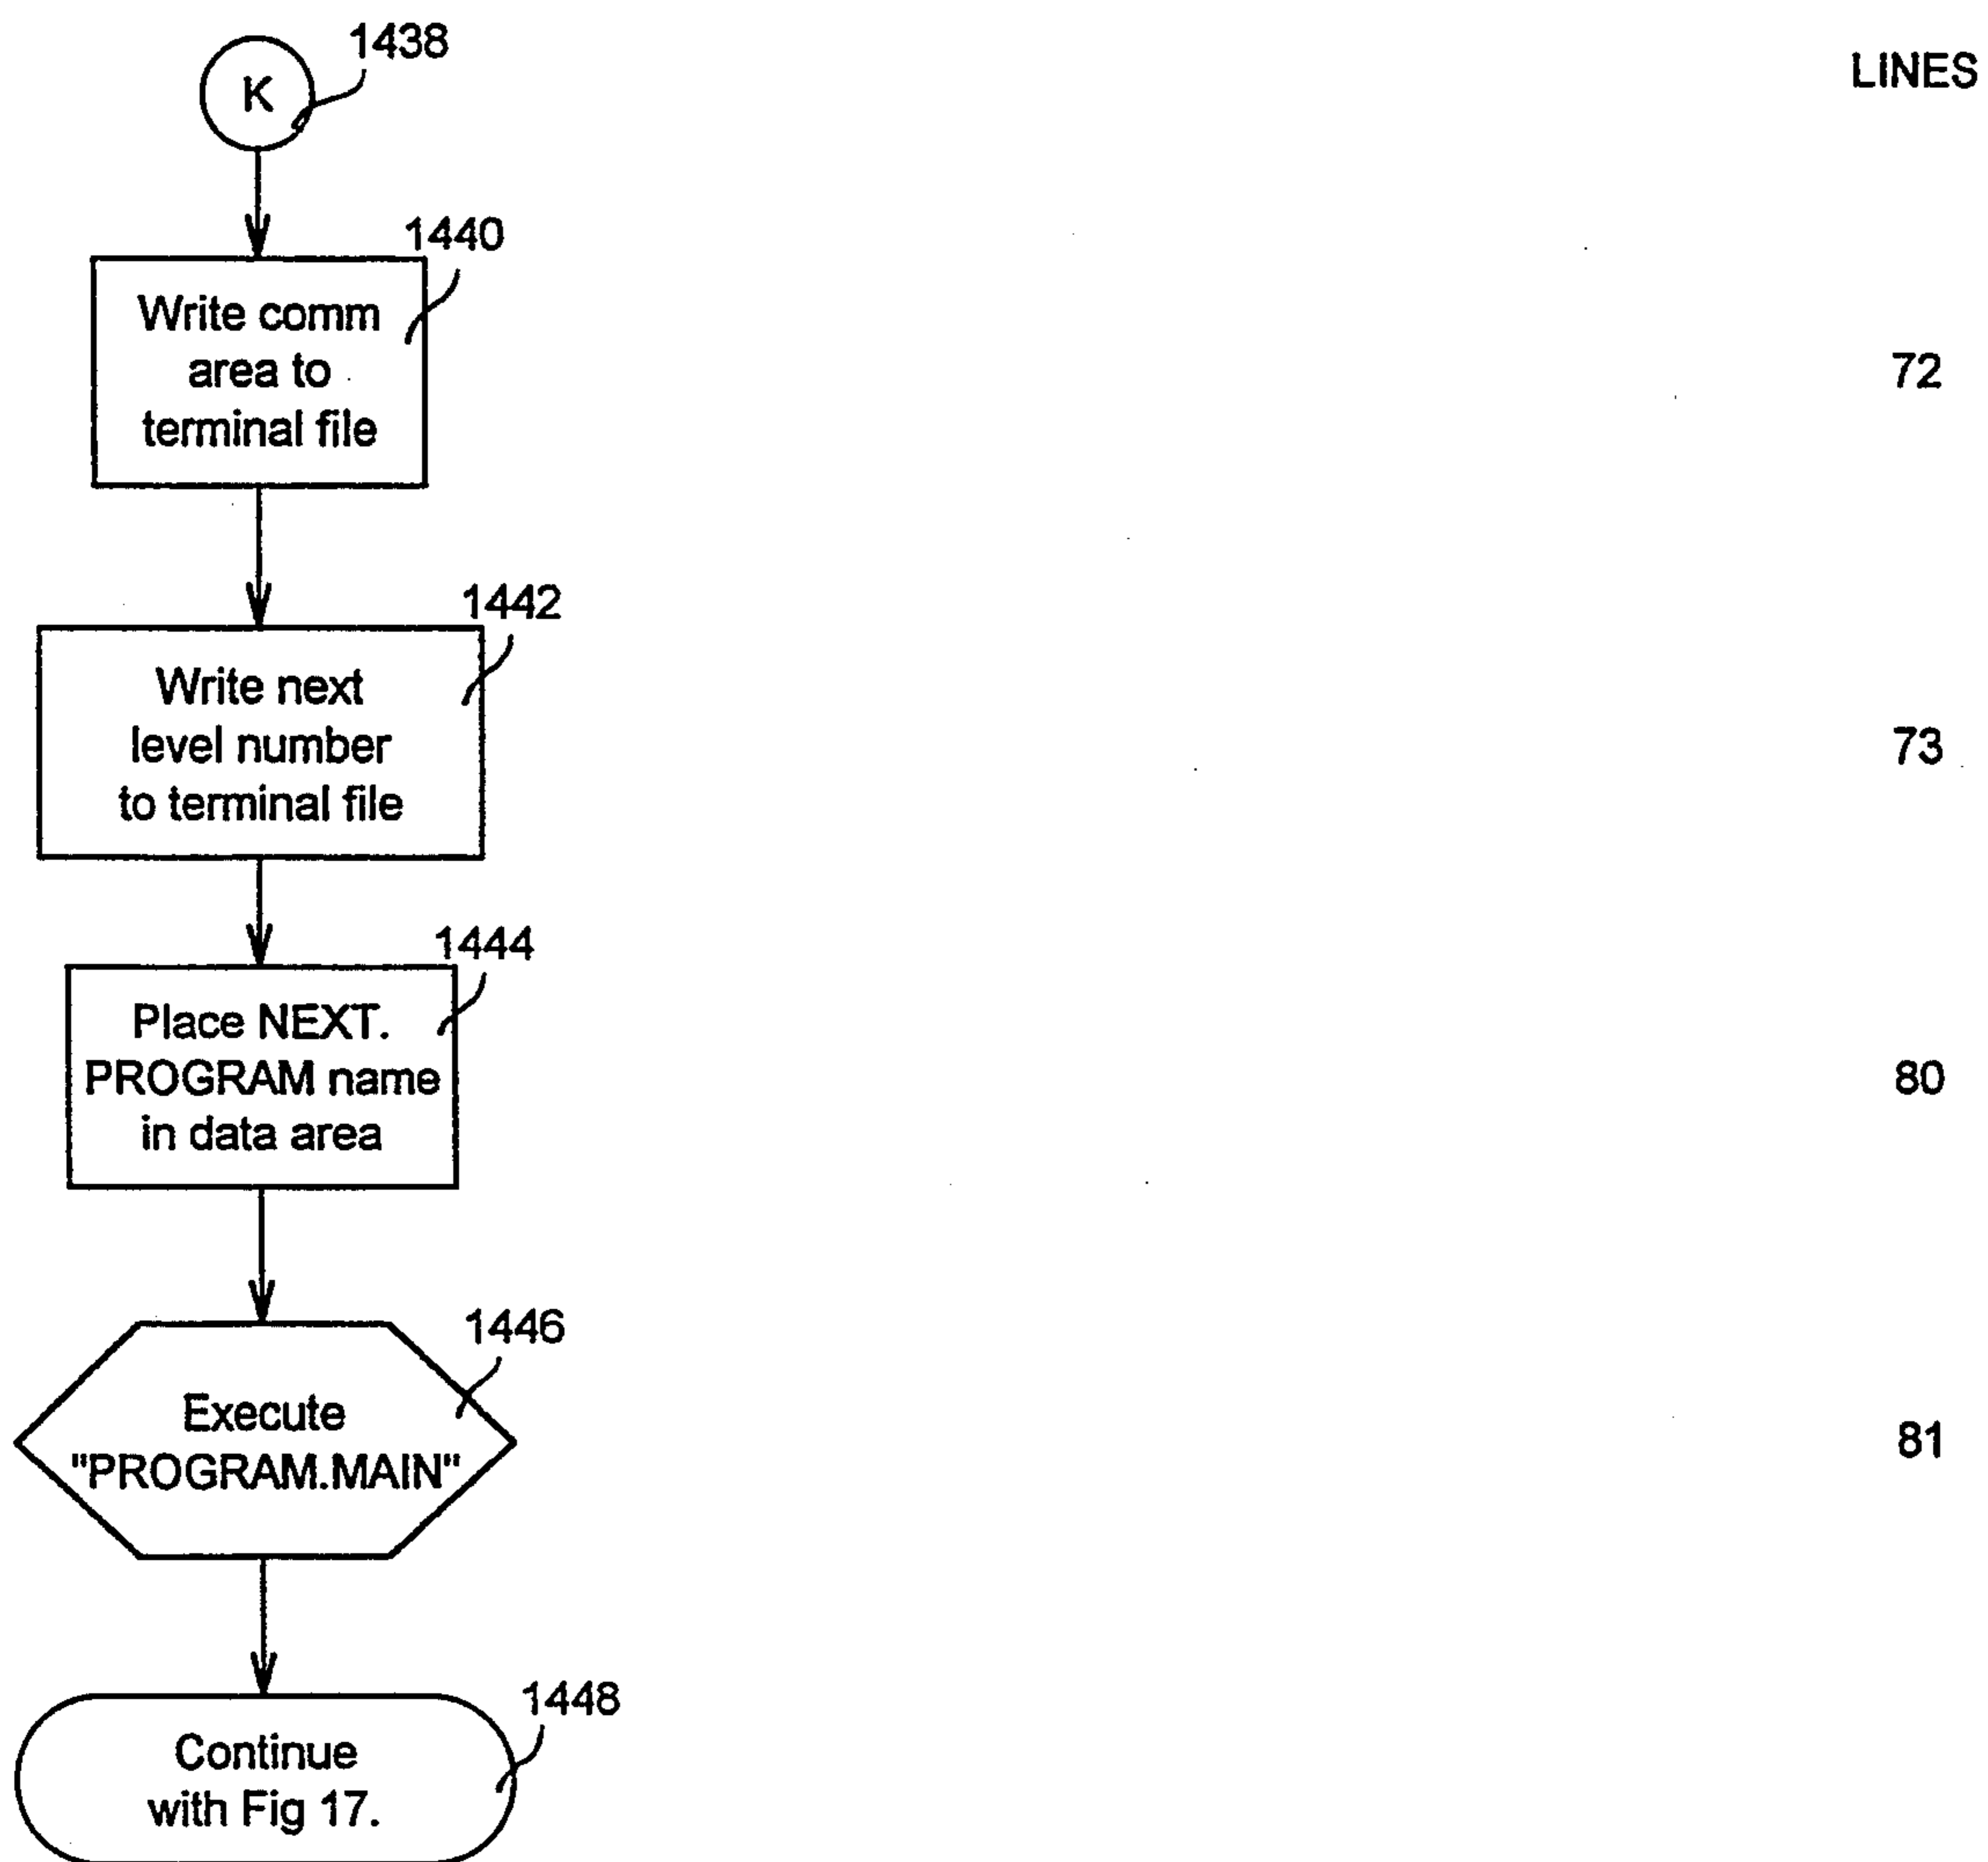 1438
LINES
K
1440
Write comm
area to
terminal file
72
1442
Write next
level number
to terminal file
73
1444
Place NEXT.
PROGRAM name
in data area
80
1446
Execute
"PROGRAM.MAIN"
81
1448
Continue
with Fig 17.